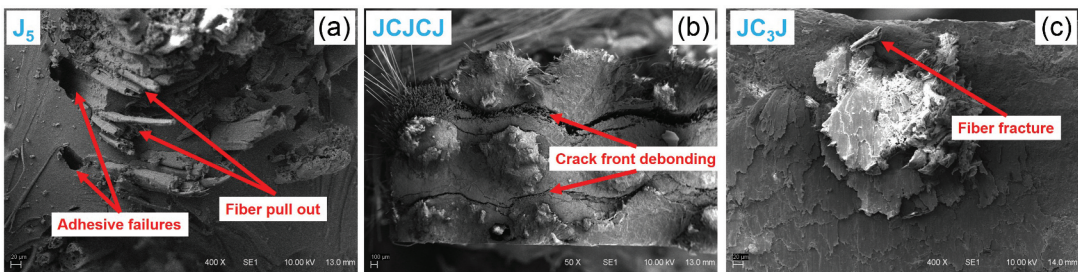 J5
(a)
Fiber pull out
Adhesive failures
20 µm
400 X SE1 10.00 kV 13.0 mm
JCJCJ
(b)
Crack front debonding
100 µm
50 X SE1 10.00 kV 13.0 mm
JC3J
(c)
Fiber fracture
20 µm
400 X SE1 10.00 kV 14.0 mm